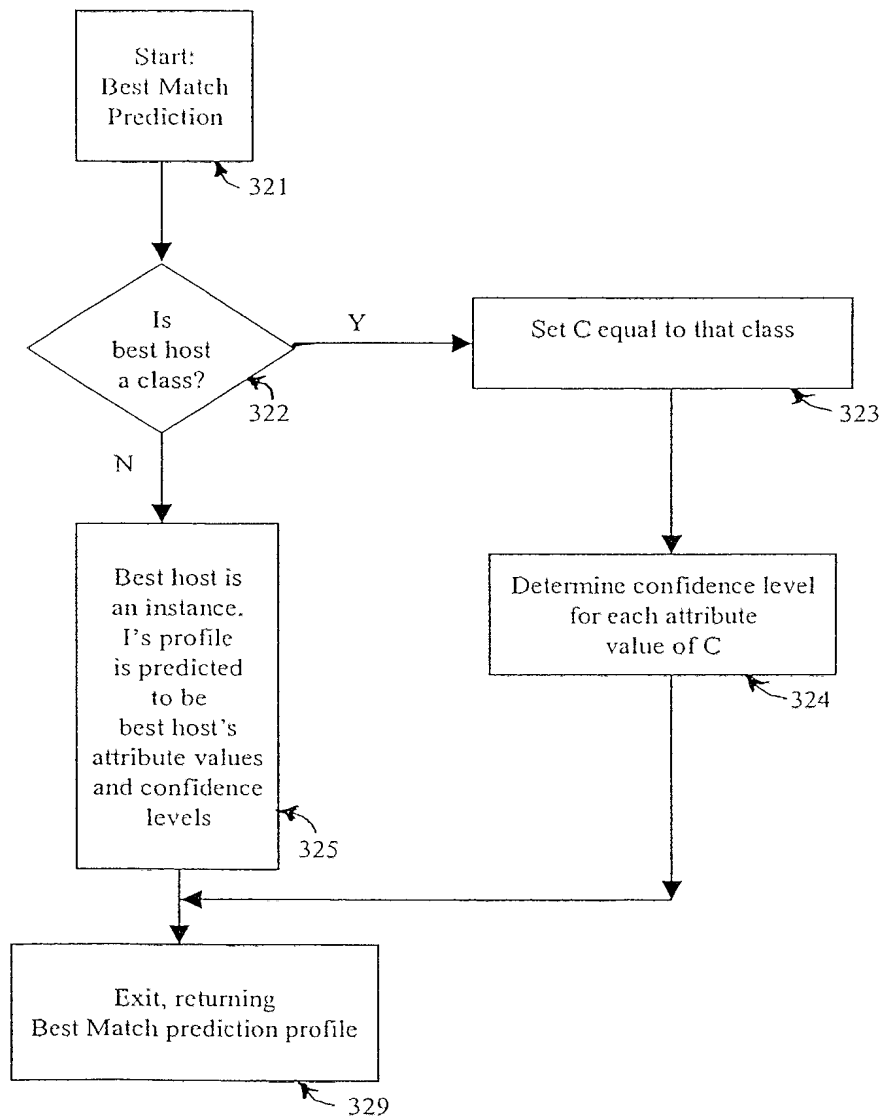 Start:
Best Match
Prediction
321
Is
best host
a class?
322
Y
Set C equal to that class
323
N
Determine confidence level
for each attribute
value of C
324
Best host is
an instance.
I's profile
is predicted
to be
best host's
attribute values
and confidence
levels
325
Exit, returning
Best Match prediction profile
329